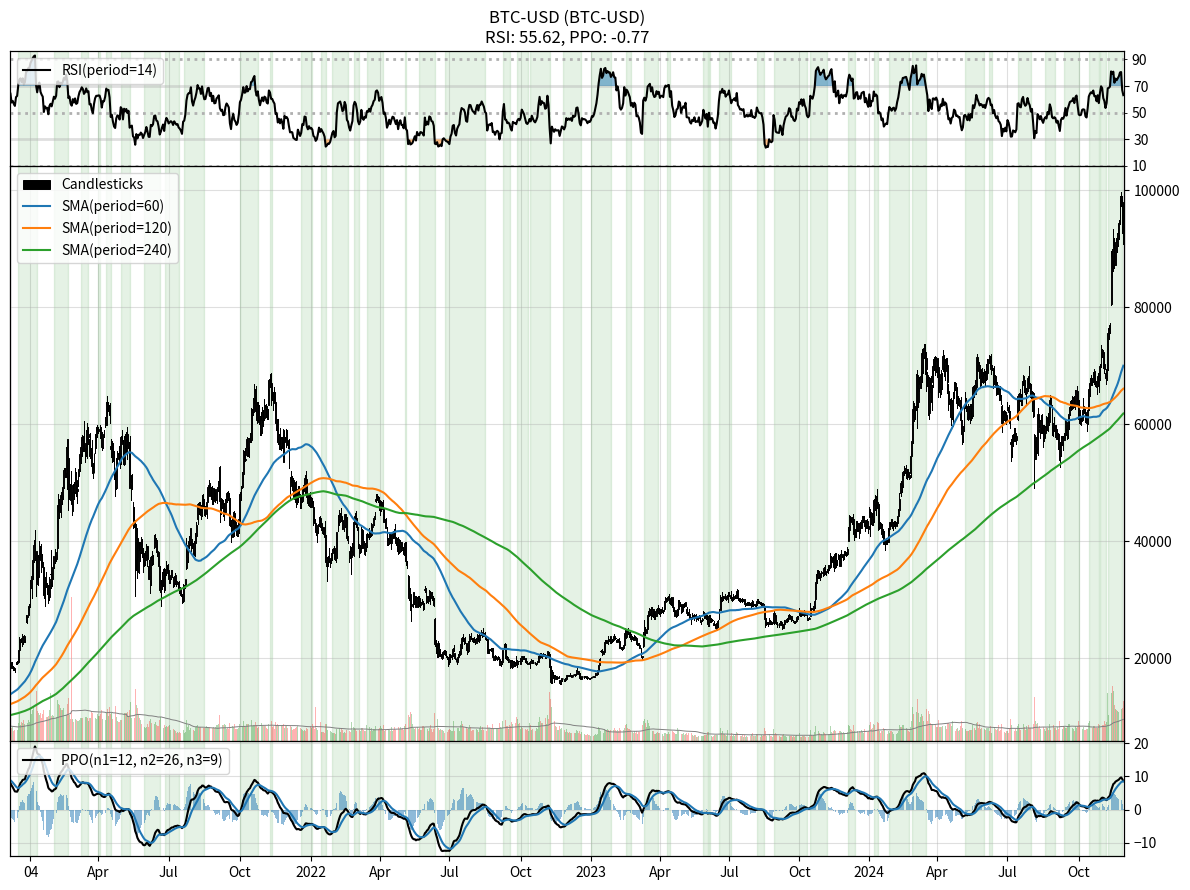 BTC-USD (BTC-USD)
RSI: 55.62, PPO: -0.77
RSI(period=14)
90
70
50
30
10
Candlesticks
SMA(period=60)
SMA(period=120)
SMA(period=240)
100000
80000
60000
40000
20000
PPO(n1=12, n2=26, n3=9)
20
10
0
−10
04 Apr Jul Oct 2022 Apr Jul Oct 2023 Apr Jul Oct 2024 Apr Jul Oct